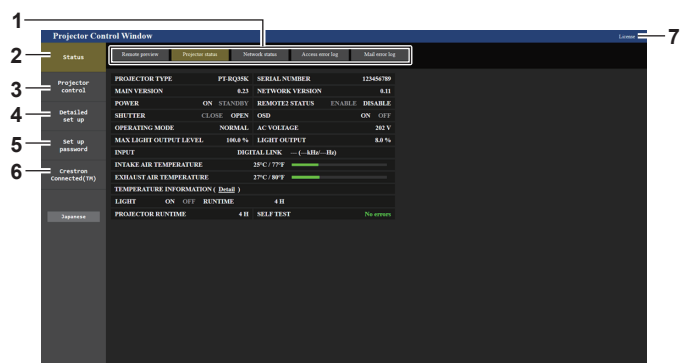 1
Projector Control Window
License
7
2
Status
Remote preview Projector status Network status Access error log Mail error log
3
Projector
control
4
Detailed
set up
5
Set up
password
6
Crestron
Connected(TM)
Japanese
PROJECTOR TYPE PT-RQ35K SERIAL NUMBER 123456789
MAIN VERSION 0.23 NETWORK VERSION 0.11
POWER ON STANDBY REMOTE2 STATUS ENABLE DISABLE
SHUTTER CLOSE OPEN OSD ON OFF
OPERATING MODE NORMAL AC VOLTAGE 202 V
MAX LIGHT OUTPUT LEVEL 100.0 % LIGHT OUTPUT 8.0 %
INPUT DIGITAL LINK ---(---kHz/---Hz)
INTAKE AIR TEMPERATURE 25°C / 77°F
EXHAUST AIR TEMPERATURE 27°C / 80°F
TEMPERATURE INFORMATION ( Detail )
LIGHT ON OFF RUNTIME 4 H
PROJECTOR RUNTIME 4 H SELF TEST No errors